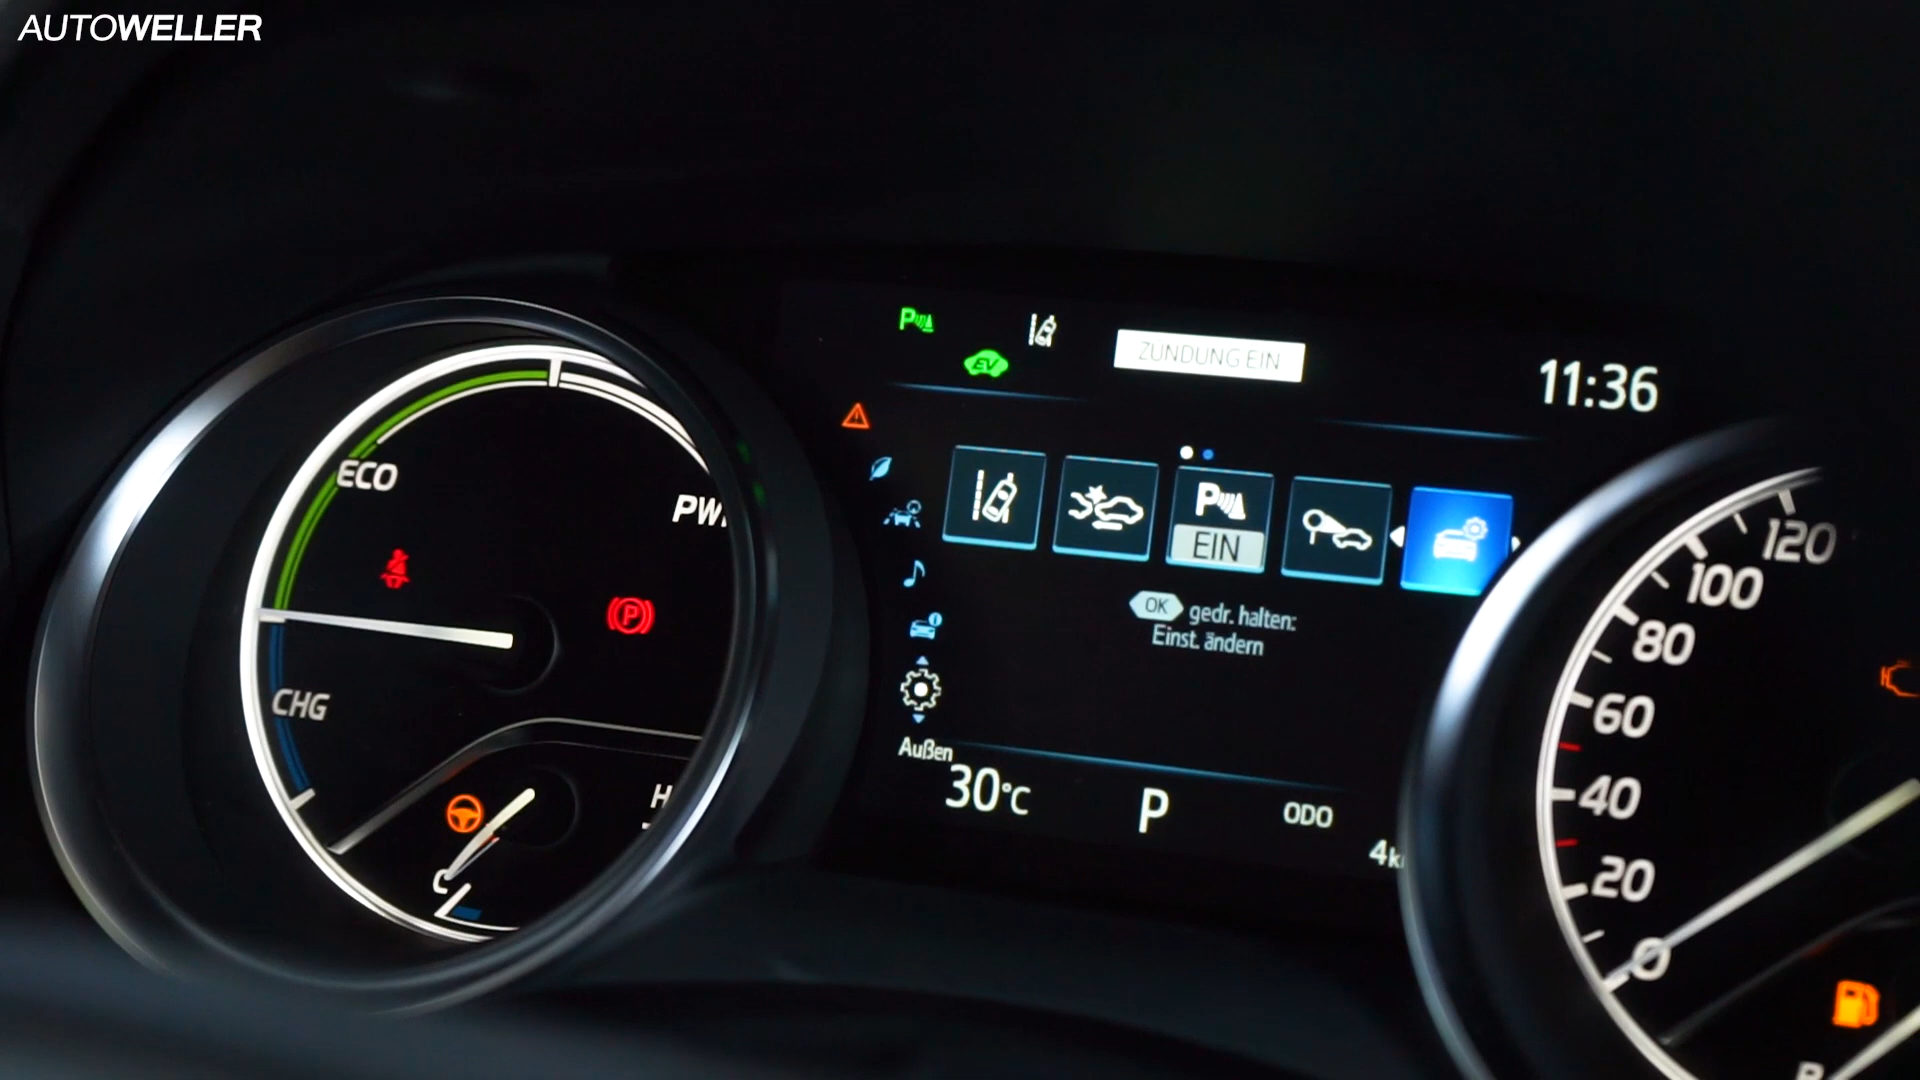 AUTOWELLER
P
EV
ZÜNDUNG EIN
11:36
ECO
PW
P
EIN
120
100
80
60
40
20
0
OK gedr. halten:
Einst. ändern
P
CHG
Außen
30°C
P
ODO
4k
H
C